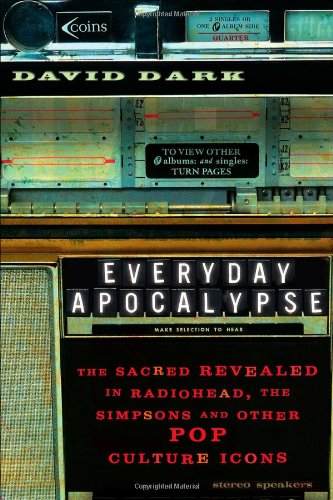 coins
2 SINGLES OR
ONE ALBUM SIDE
QUARTER
DAVID DARK
TO VIEW OTHER
albums: and singles:
TURN PAGES
EVERYDAY
APOCALYPSE
MAKE SELECTION TO HEAR
THE SACRED REVEALED
IN RADIOHEAD, THE
SIMPSONS AND OTHER
POP
CULTURE ICONS
stereo speakers